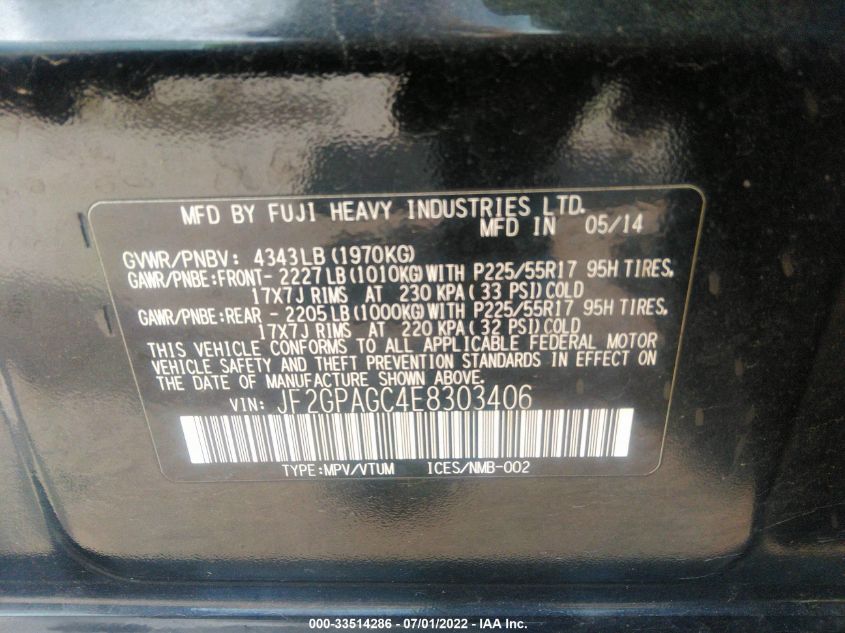 MFD BY FUJI HEAVY INDUSTRIES LTD.
MFD IN 05/14
GVWR/PNBV: 4343LB (1970KG)
GAWR/PNBE:FRONT- 2227LB (1010KG) WITH P225/55R17 95H TIRES,
17X7J RIMS AT 230 KPA ( 33 PSI) COLD
GAWR/PNBE:REAR - 2205LB (1000KG) WITH P225/55R17 95H TIRES,
17X7J RIMS AT 220 KPA ( 32 PSI) COLD
THIS VEHICLE CONFORMS TO ALL APPLICABLE FEDERAL MOTOR
VEHICLE SAFETY AND THEFT PREVENTION STANDARDS IN EFFECT ON
THE DATE OF MANUFACTURE SHOWN ABOVE.
VIN: JF2GPAGC4E8303406
TYPE:MPV/VTUM ICES/NMB-002
000-33514286 - 07/01/2022 - IAA Inc.